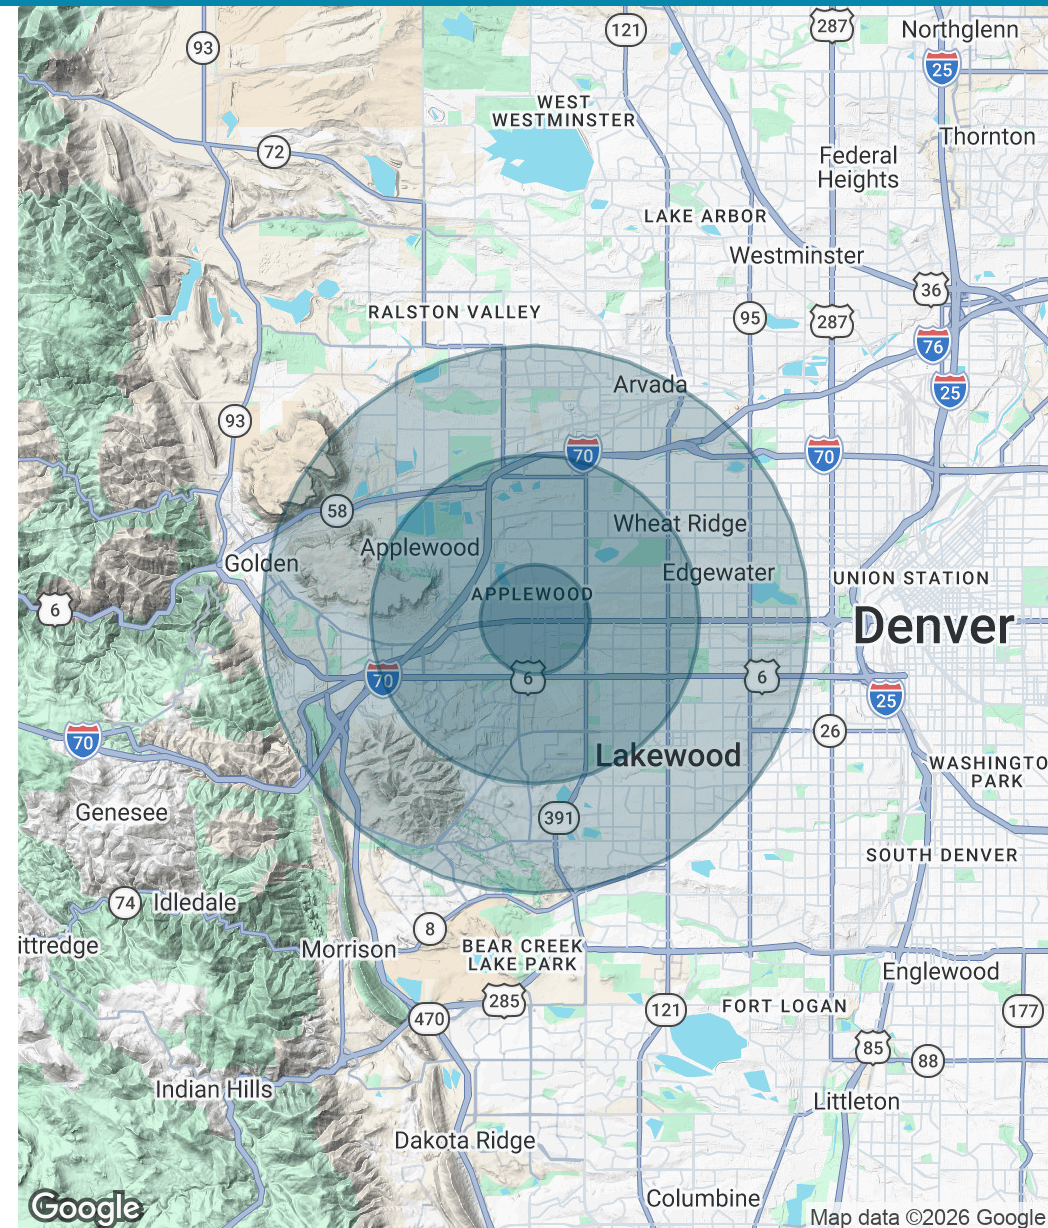 93
121
287
Northglenn
25
WEST
WESTMINSTER
Thornton
72
Federal
Heights
LAKE ARBOR
Westminster
36
RALSTON VALLEY
95
287
76
Arvada
25
93
70
70
58
Wheat Ridge
Applewood
Golden
Edgewater
UNION STATION
APPLEWOOD
6
Denver
70
6
6
25
26
70
Lakewood
WASHINGTO
PARK
Genesee
391
SOUTH DENVER
74
Idledale
8
ittredge
Morrison
BEAR CREEK
LAKE PARK
Englewood
285
470
121
FORT LOGAN
177
85
88
Indian Hills
Littleton
Dakota Ridge
Columbine
Google
Map data ©2026 Google